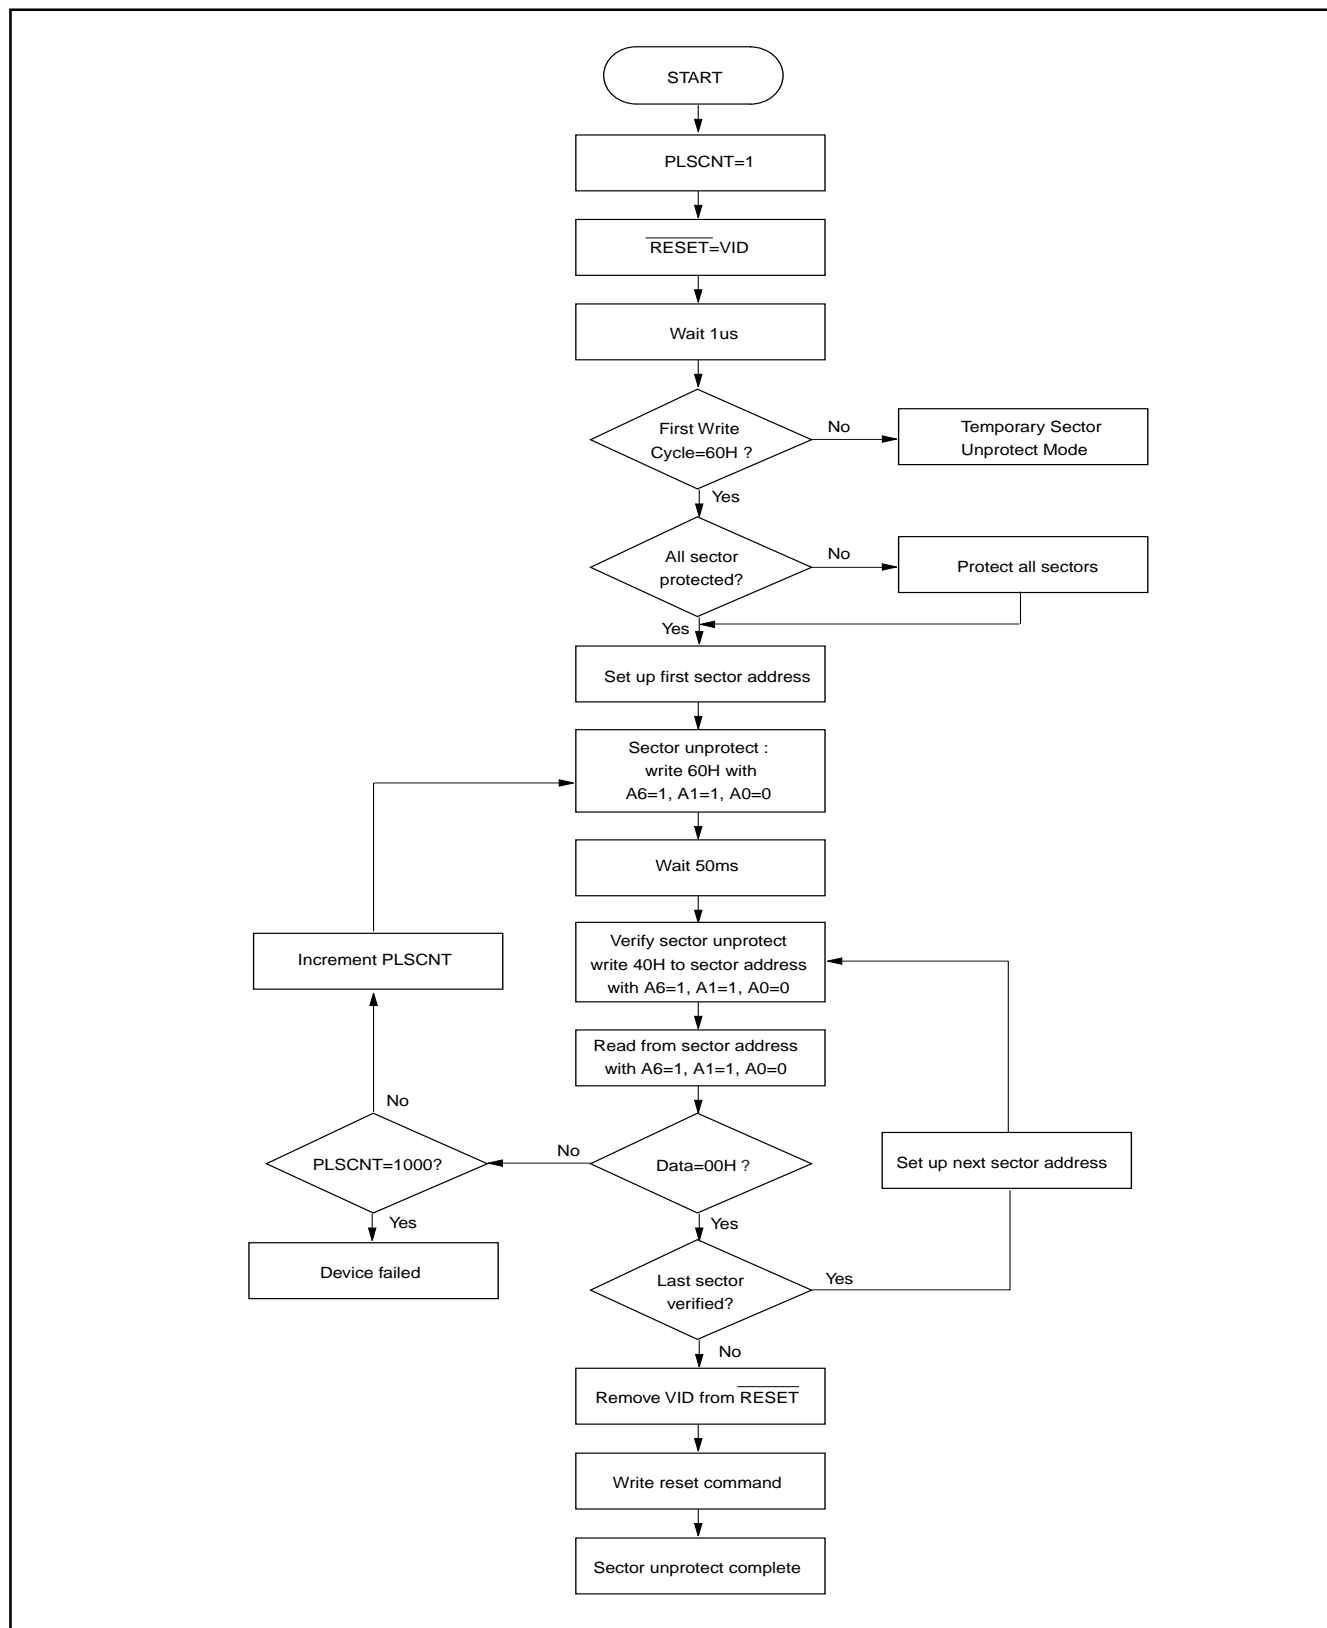 START
PLSCNT=1
RESET=VID
Wait 1us
First Write
Cycle=60H ?
No
Temporary Sector
Unprotect Mode
Yes
All sector
protected?
No
Protect all sectors
Yes
Set up first sector address
Sector unprotect :
write 60H with
A6=1, A1=1, A0=0
Wait 50ms
Increment PLSCNT
Verify sector unprotect
write 40H to sector address
with A6=1, A1=1, A0=0
Read from sector address
with A6=1, A1=1, A0=0
No
PLSCNT=1000?
No
Data=00H ?
Set up next sector address
Yes
Yes
Device failed
Last sector
verified?
Yes
No
Remove VID from RESET
Write reset command
Sector unprotect complete